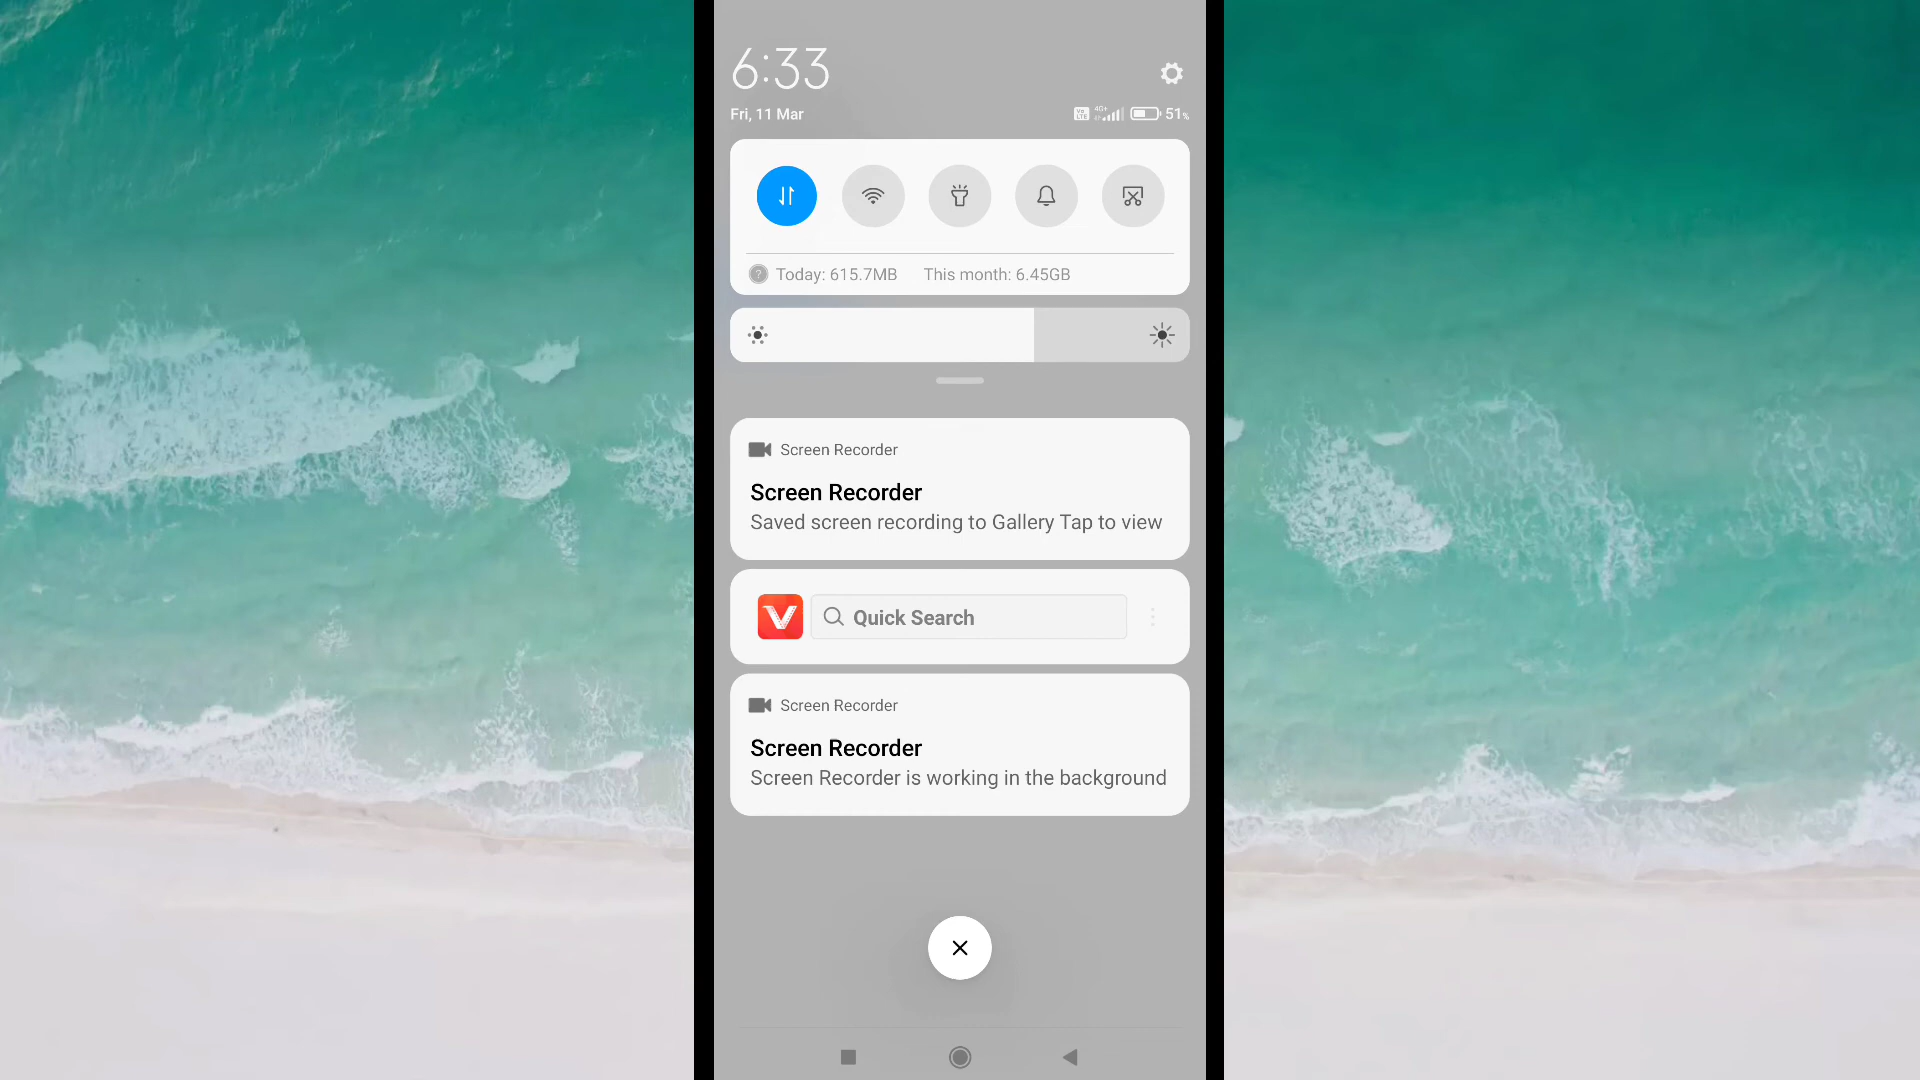 6:33
Fri, 11 Mar
4G+
51%
Today: 615.7MB This month: 6.45GB
Screen Recorder
Screen Recorder
Saved screen recording to Gallery Tap to view
Quick Search
Screen Recorder
Screen Recorder
Screen Recorder is working in the background